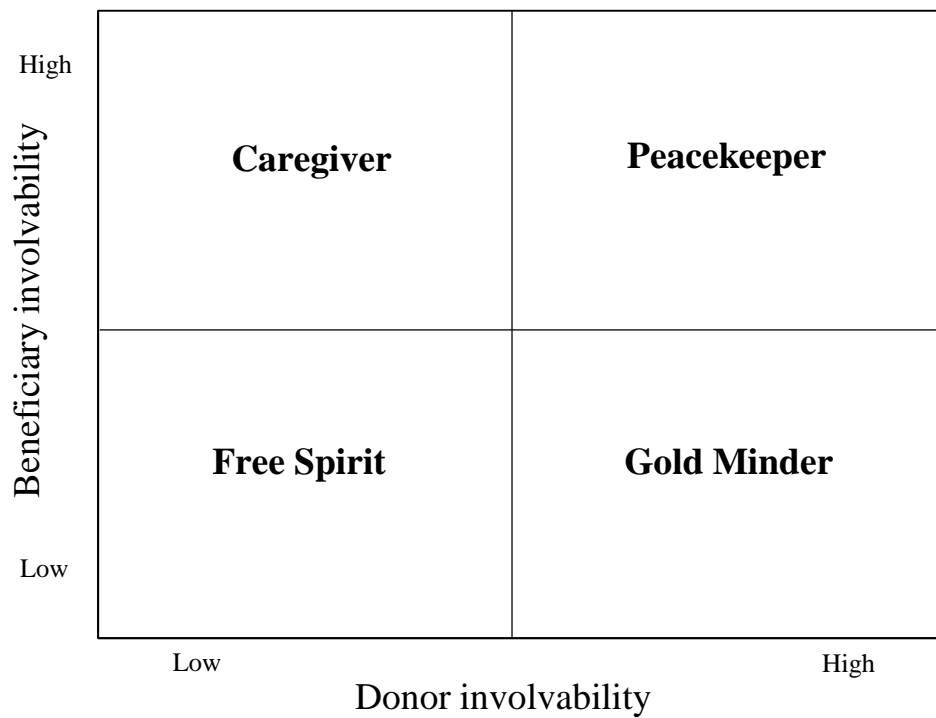 High
Beneficiary involvability
Caregiver
Peacekeeper
Free Spirit
Gold Minder
Low
Low
High
Donor involvability